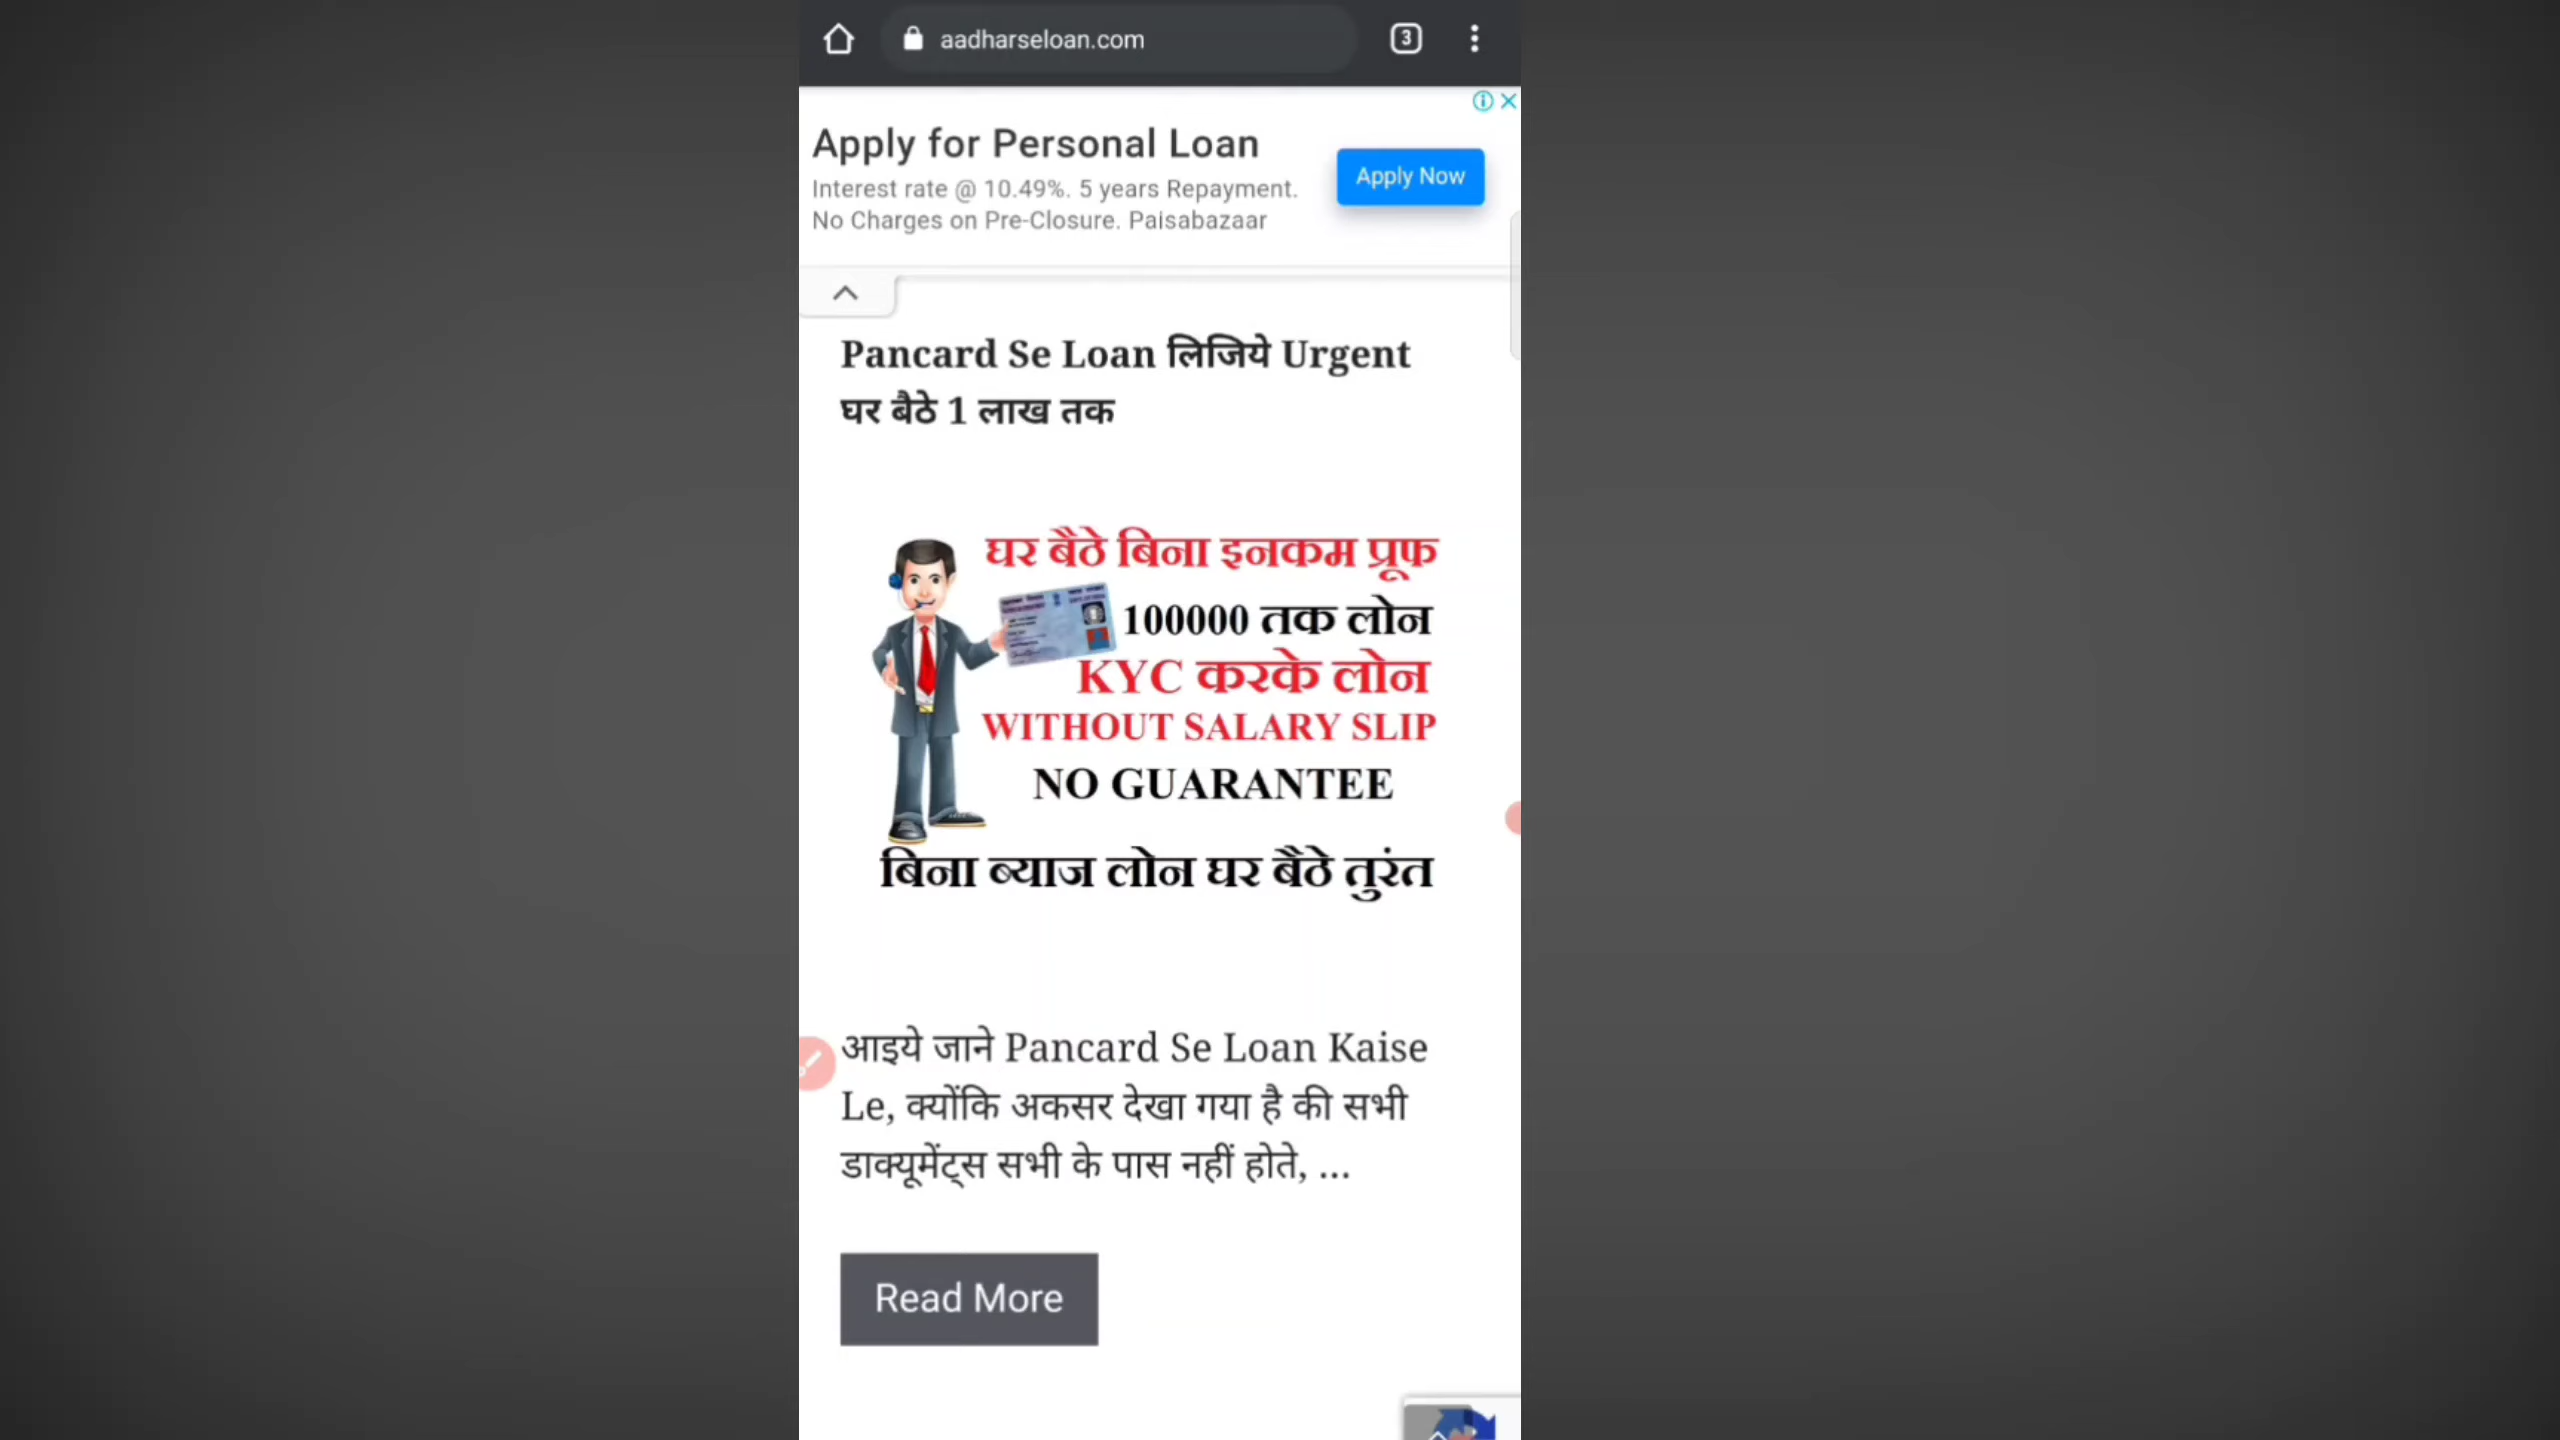 aadharseloan.com
3
Apply for Personal Loan
Interest rate @ 10.49%. 5 years Repayment.
No Charges on Pre-Closure. Paisabazaar
Apply Now
Pancard Se Loan लिजिये Urgent
घर बैठे 1 लाख तक
घर बैठे बिना इनकम प्रूफ
100000 तक लोन
KYC करके लोन
WITHOUT SALARY SLIP
NO GUARANTEE
बिना ब्याज लोन घर बैठे तुरंत
आइये जाने Pancard Se Loan Kaise
Le, क्योंकि अकसर देखा गया है की सभी
डाक्यूमेंट्स सभी के पास नहीं होते, ...
Read More